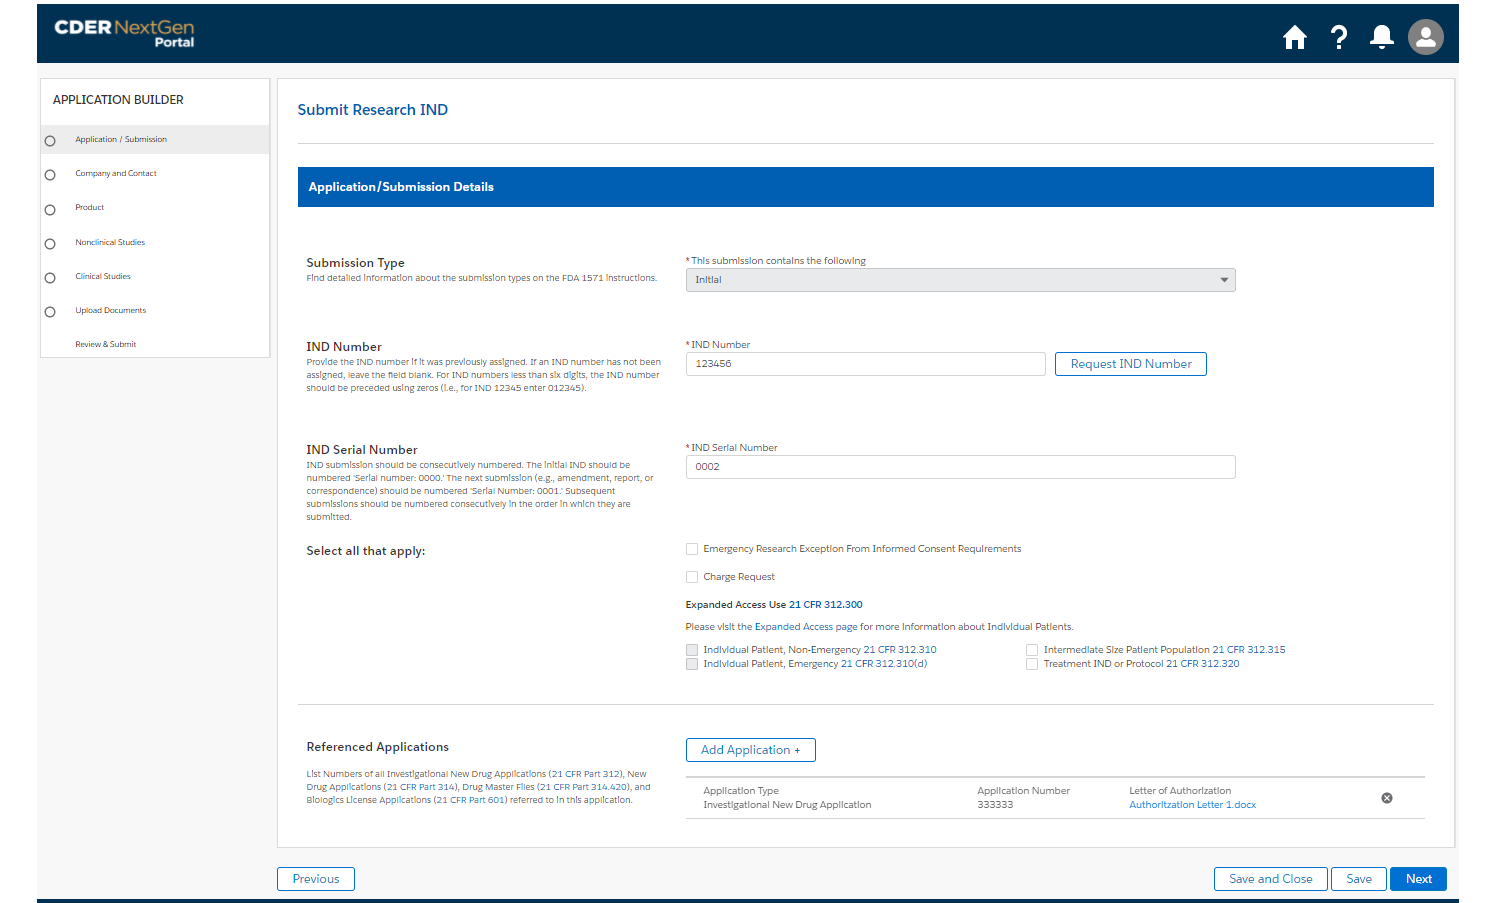 CDER NextGen
Portal
APPLICATION BUILDER
Application / Submission
Company and Contact
Product
Nonclinical Studies
Clinical Studies
Upload Documents
Review & Submit
Submit Research IND
Application/Submission Details
Submission Type
Find detailed information about the submission types on the FDA 1571 instructions.
*This submission contains the following
Initial
IND Number
Provide the IND number if it was previously assigned. If an IND number has not been
assigned, leave the field blank. For IND numbers less than six digits, the IND number
should be preceded using zeros (i.e., for IND 12345 enter 012345).
*IND Number
123456
Request IND Number
IND Serial Number
IND submission should be consecutively numbered. The initial IND should be
numbered 'Serial number: 0000.' The next submission (e.g., amendment, report, or
correspondence) should be numbered 'Serial Number: 0001.' Subsequent
submissions should be numbered consecutively in the order in which they are
submitted.
*IND Serial Number
0002
Select all that apply:
Emergency Research Exception From Informed Consent Requirements
Charge Request
Expanded Access Use 21 CFR 312.300
Please visit the Expanded Access page for more information about Individual Patients.
Individual Patient, Non-Emergency 21 CFR 312.310
Intermediate Size Patient Population 21 CFR 312.315
Individual Patient, Emergency 21 CFR 312.310(d)
Treatment IND or Protocol 21 CFR 312.320
Referenced Applications
List Numbers of all Investigational New Drug Applications (21 CFR Part 312), New
Drug Applications (21 CFR Part 314), Drug Master Files (21 CFR Part 314.420), and
Biologics License Applications (21 CFR Part 601) referred to in this application.
Add Application +
Application Type
Application Number
Letter of Authorization
Investigational New Drug Application
333333
Authoritzation Letter 1.docx
Previous
Save and Close
Save
Next